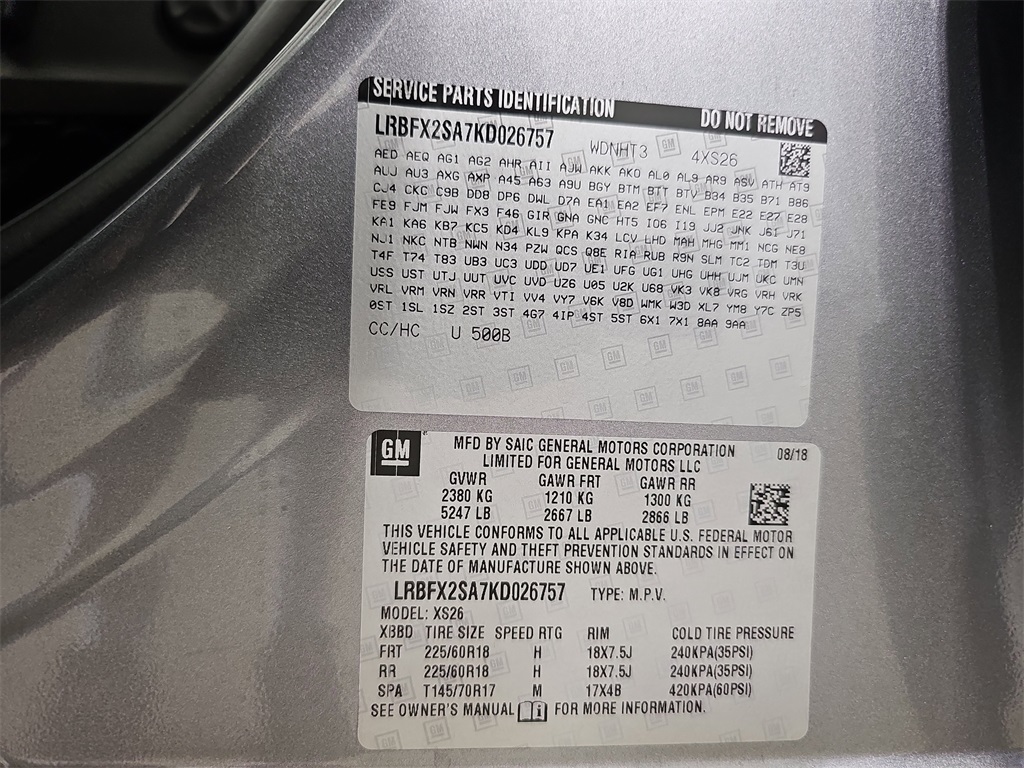 SERVICE PARTS IDENTIFICATION DO NOT REMOVE
LRBFX2SA7KD026757 WDNHT3 4XS26
AED AEQ AG1 AG2 AHR AII AJW AKK AKO AL0 AL9 AR9 ASV ATH AT9
AUJ AU3 AXG AXP A45 A63 A9U BGY BTM BTT BTV B34 B35 B71 B86
CJ4 CKC C9B DD8 DP6 DWL D7A EA1 EA2 EF7 ENL EPM E22 E27 E28
FE9 FJM FJW FX3 F46 GIR GNA GNC HT5 I06 I19 JJ2 JNK J61 J71
KA1 KA6 KB7 KC5 KD4 KL9 KPA K34 LCV LHD MAH MHG MM1 NCG NE8
NJ1 NKC NTB NWN N34 PZW QCS Q8E RIA RUB R9N SLM TC2 TDM T3U
T4F T74 T83 UB3 UC3 UDD UD7 UE1 UFG UG1 UHG UHH UJM UKC UMN
USS UST UTJ UUT UVC UVD UZ6 U05 U2K U68 VK3 VKB VRG VRH VRK
VRL VRM VRN VRR VTI VV4 VY7 V6K V8D WMK W3D XL7 YM8 Y7C ZP5
0ST 1SL 1SZ 2ST 3ST 4G7 4IP 4ST 5ST 6X1 7X1 8AA 9AA
CC/HC U 500B
GM MFD BY SAIC GENERAL MOTORS CORPORATION 08/18
LIMITED FOR GENERAL MOTORS LLC
GVWR GAWR FRT GAWR RR
2380 KG 1210 KG 1300 KG
5247 LB 2667 LB 2866 LB
THIS VEHICLE CONFORMS TO ALL APPLICABLE U.S. FEDERAL MOTOR
VEHICLE SAFETY AND THEFT PREVENTION STANDARDS IN EFFECT ON
THE DATE OF MANUFACTURE SHOWN ABOVE.
LRBFX2SA7KD026757 TYPE: M.P.V.
MODEL: XS26
XBBD TIRE SIZE SPEED RTG RIM COLD TIRE PRESSURE
FRT 225/60R18 H 18X7.5J 240KPA(35PSI)
RR 225/60R18 H 18X7.5J 240KPA(35PSI)
SPA T145/70R17 M 17X4B 420KPA(60PSI)
SEE OWNER'S MANUAL i FOR MORE INFORMATION.